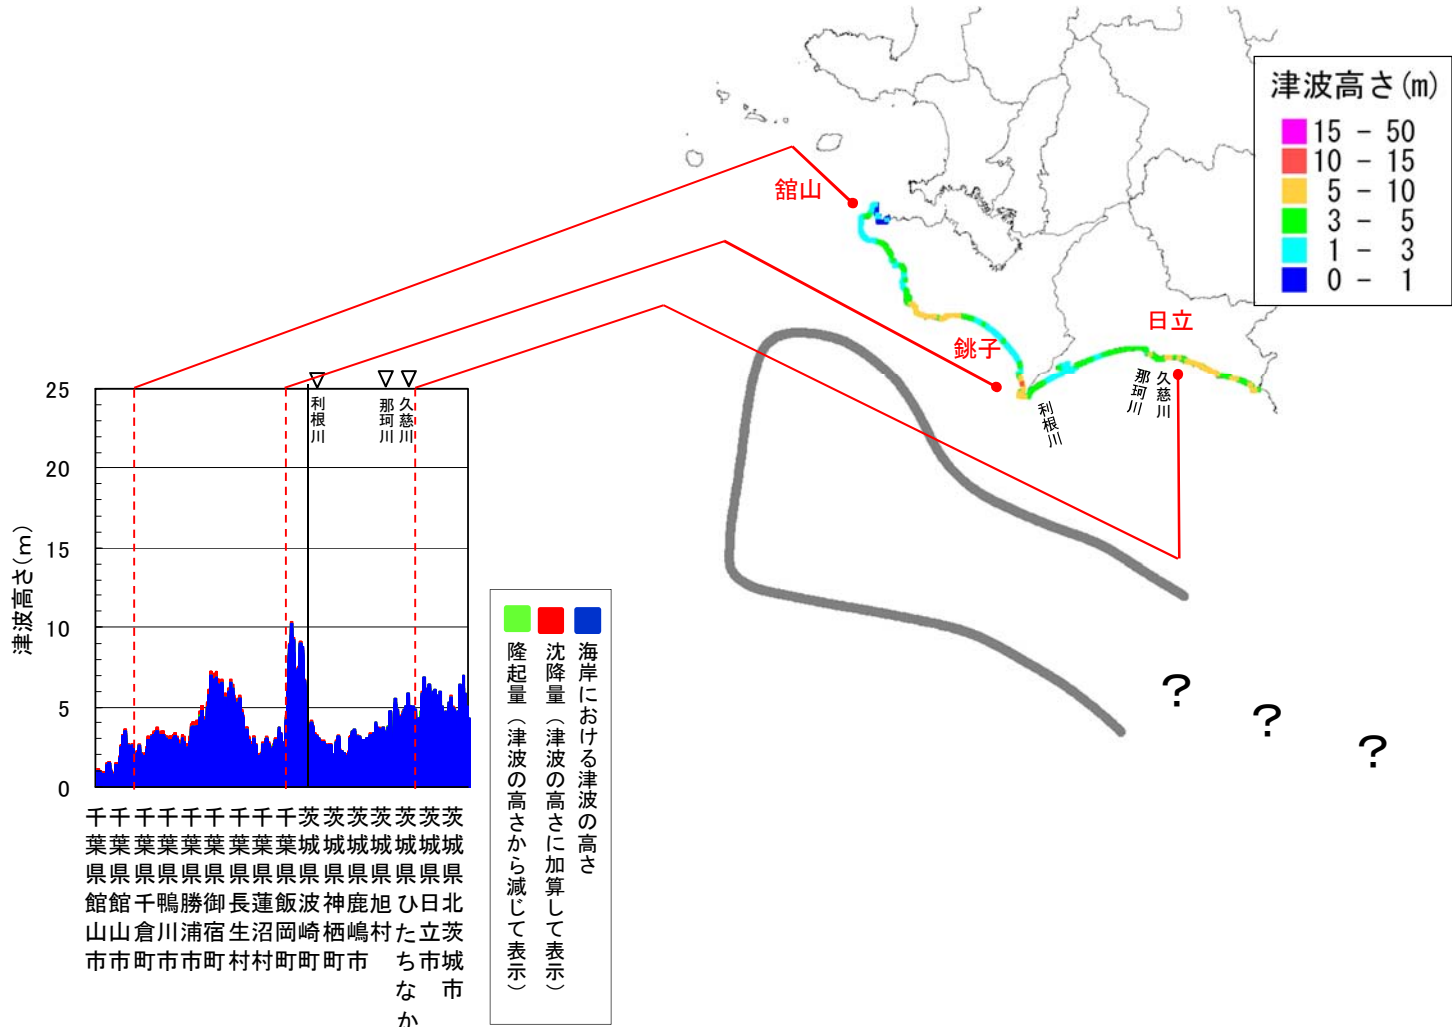 津波高さ(m)
15 - 50
10 - 15
5 - 10
3 - 5
1 - 3
0 - 1
舘山
銚子
日立
利根川
那珂川
久慈川
25
20
15
10
5
0
津波高さ(m)
利根川
那珂川
久慈川
千葉県館山市
千葉県館山市
千葉県千倉町
千葉県鴨川市
千葉県勝浦市
千葉県御宿町
千葉県長生村
千葉県蓮沼村
千葉県飯岡町
茨城県波崎町
茨城県神栖町
茨城県鹿嶋市
茨城県旭村
茨城県ひたちなか
茨城県日立市
茨城県北茨城市
海岸における津波の高さ
沈降量(津波の高さに加算して表示)
隆起量(津波の高さから減じて表示)
?
?
?